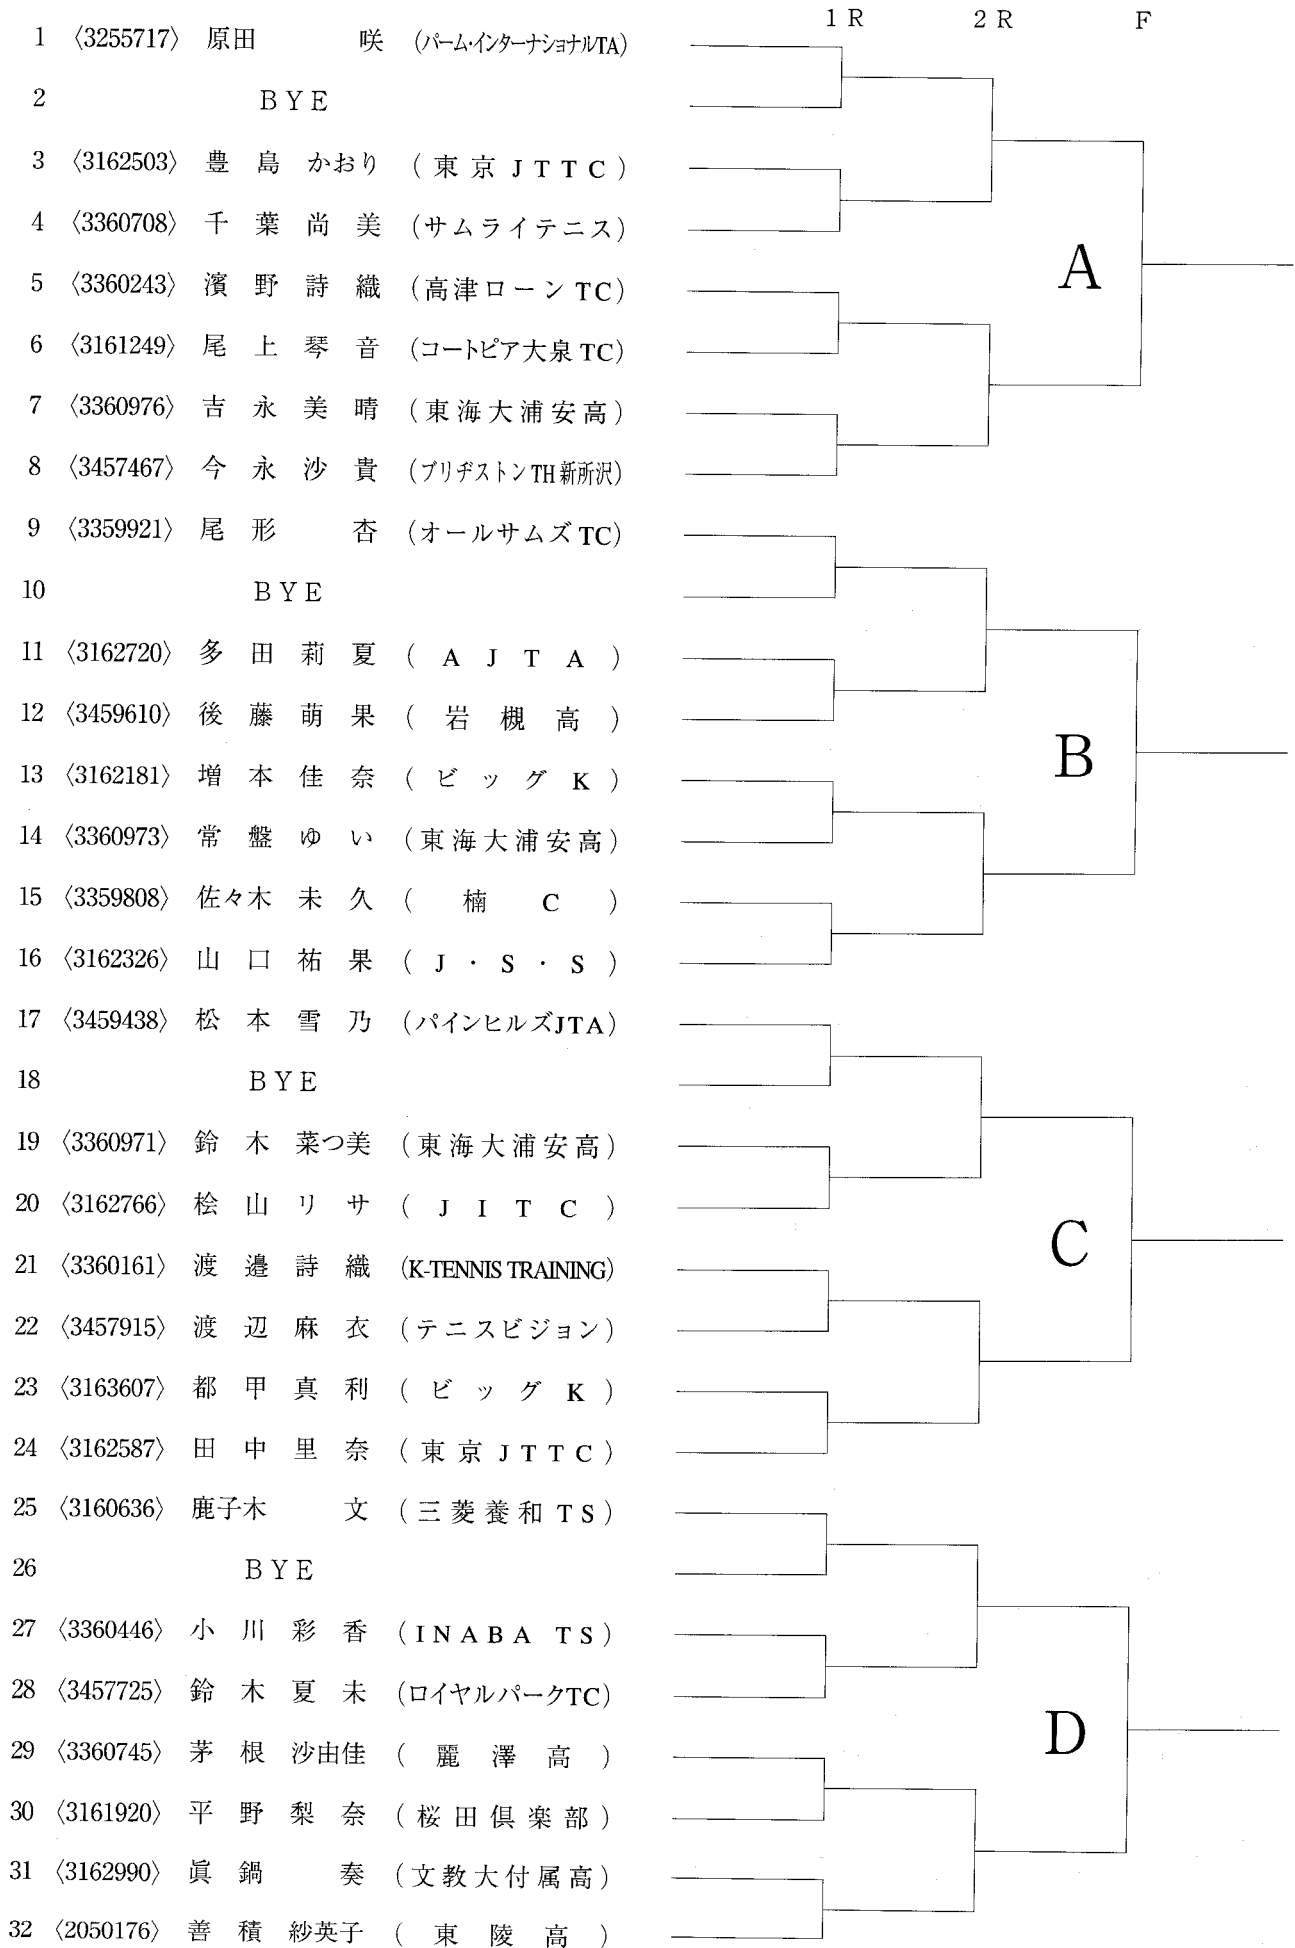 1R 2R F
1 〈3255717〉 原田 咲 (パーム・インターナショナルTA)
2 BYE
3 〈3162503〉 豊島 かおり (東京JTTC)
4 〈3360708〉 千葉尚美 (サムライテニス)
5 〈3360243〉 濱野詩織 (高津ローンTC)
A
6 〈3161249〉 尾上琴音 (コートピア大泉TC)
7 〈3360976〉 吉永美晴 (東海大浦安高)
8 〈3457467〉 今永沙貴 (ブリヂストンTH新所沢)
9 〈3359921〉 尾形 杏 (オールサムズTC)
10 BYE
11 〈3162720〉 多田莉夏 (AJTA)
12 〈3459610〉 後藤萌果 (岩槻高)
B
13 〈3162181〉 増本佳奈 (ビッグK)
14 〈3360973〉 常盤ゆい (東海大浦安高)
15 〈3359808〉 佐々木未久 (楠C)
16 〈3162326〉 山口祐果 (J・S・S)
17 〈3459438〉 松本雪乃 (パインヒルズJTA)
18 BYE
19 〈3360971〉 鈴木菜つ美 (東海大浦安高)
20 〈3162766〉 桧山リサ (JITC)
C
21 〈3360161〉 渡邉詩織 (K-TENNIS TRAINING)
22 〈3457915〉 渡辺麻衣 (テニスビジョン)
23 〈3163607〉 都甲真利 (ビッグK)
24 〈3162587〉 田中里奈 (東京JTTC)
25 〈3160636〉 鹿子木 文 (三菱養和TS)
26 BYE
27 〈3360446〉 小川彩香 (INABA TS)
28 〈3457725〉 鈴木夏未 (ロイヤルパークTC)
D
29 〈3360745〉 茅根沙由佳 (麗澤高)
30 〈3161920〉 平野梨奈 (桜田倶楽部)
31 〈3162990〉 眞鍋 奏 (文教大付属高)
32 〈2050176〉 善積紗英子 (東陵高)